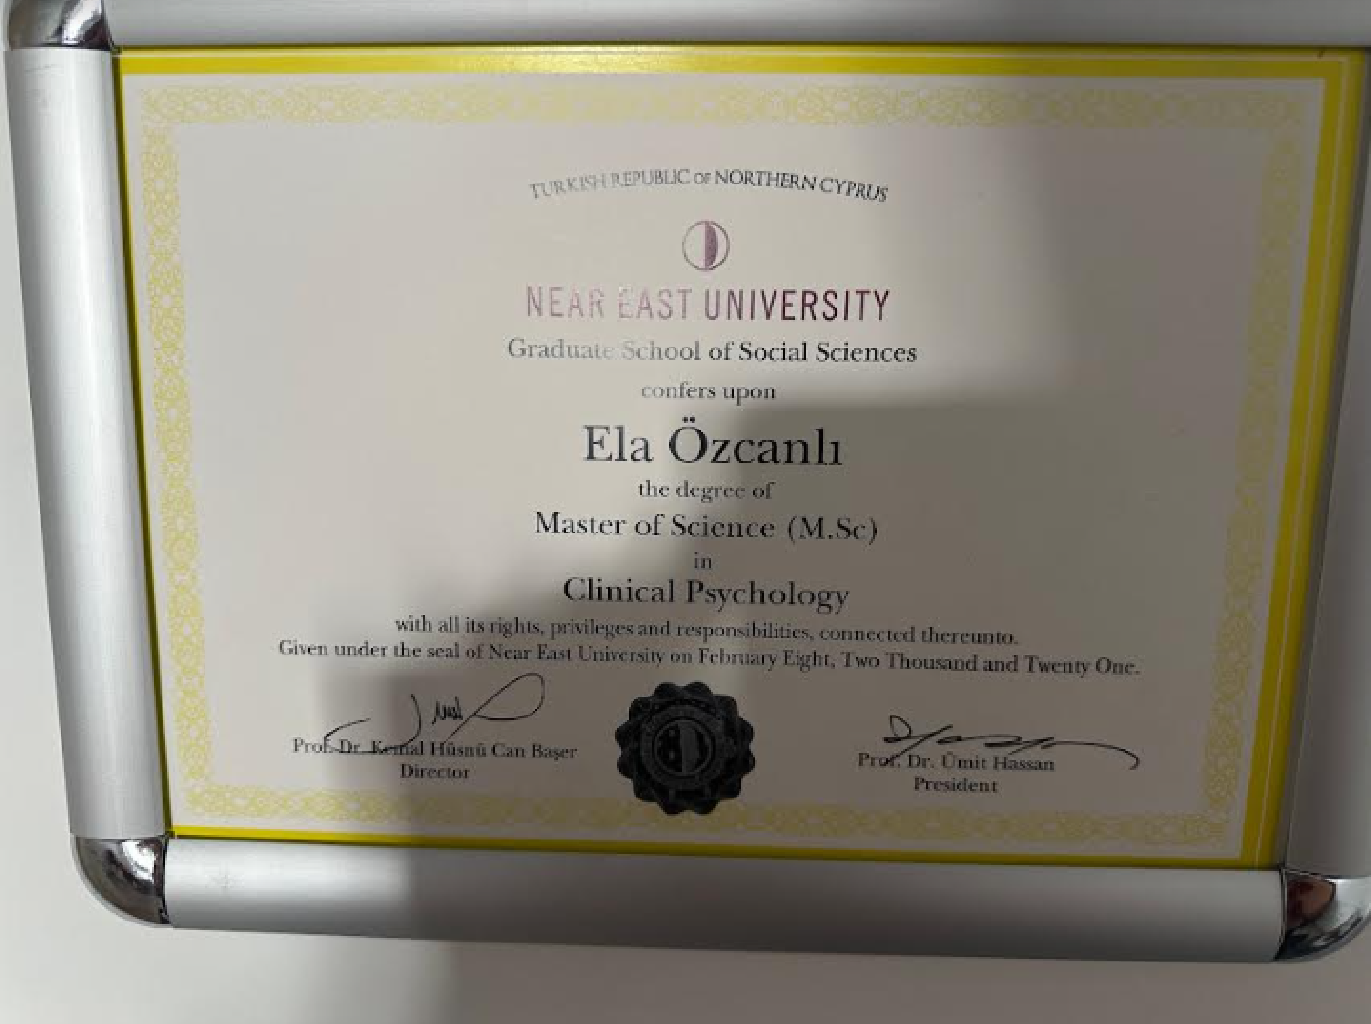 TURKISH REPUBLIC OF NORTHERN CYPRUS
NEAR EAST UNIVERSITY
Graduate School of Social Sciences
confers upon
Ela Özcanlı
the degree of
Master of Science (M.Sc)
in
Clinical Psychology
with all its rights, privileges and responsibilities, connected thereunto.
Given under the seal of Near East University on February Eight, Two Thousand and Twenty One.
Prof. Dr. Kemal Hüsnü Can Başer
Director
Prof. Dr. Ümit Hassan
President